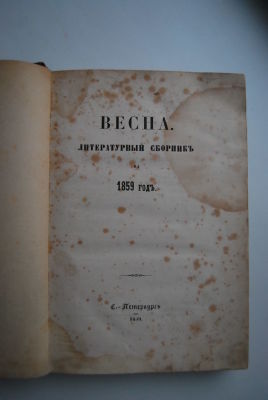 ВЕСНА.
ЛИТЕРАТУРНЫЙ СБОРНИКЪ
НА
1859 ГОДЪ.
С.-Петербургъ
1859.